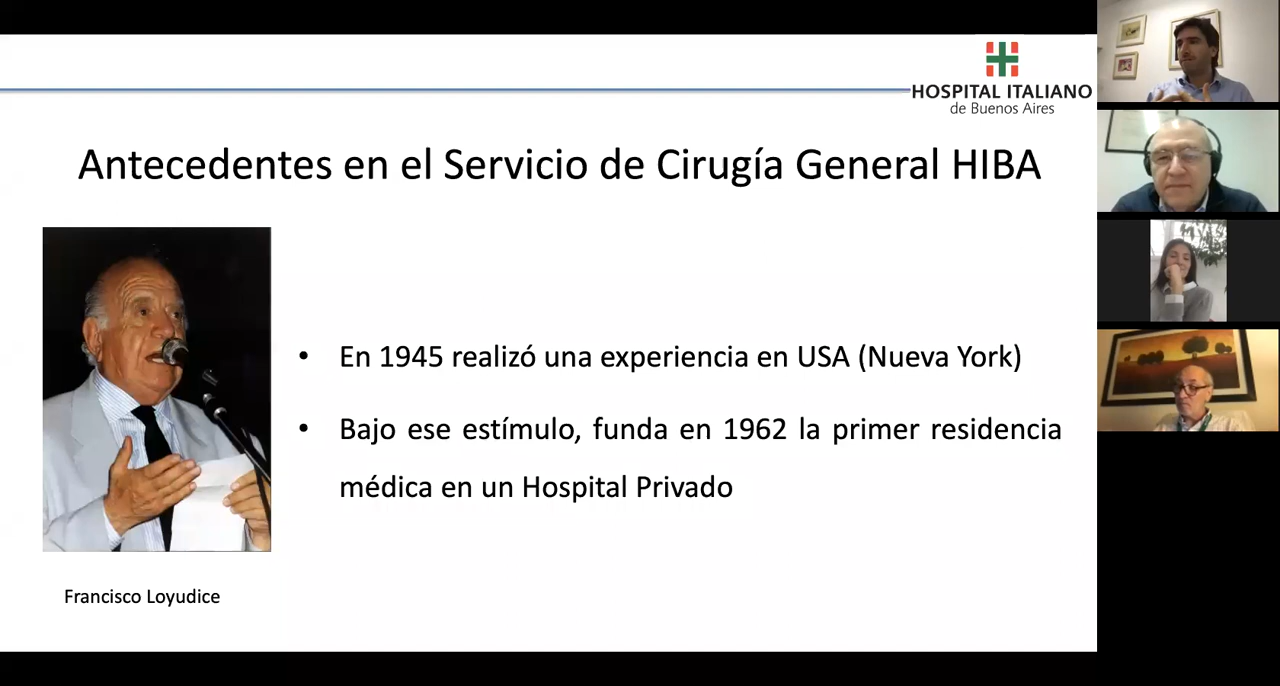 HOSPITAL ITALIANO
de Buenos Aires
Antecedentes en el Servicio de Cirugía General HIBA
• En 1945 realizó una experiencia en USA (Nueva York)
• Bajo ese estímulo, funda en 1962 la primer residencia
médica en un Hospital Privado
Francisco Loyudice